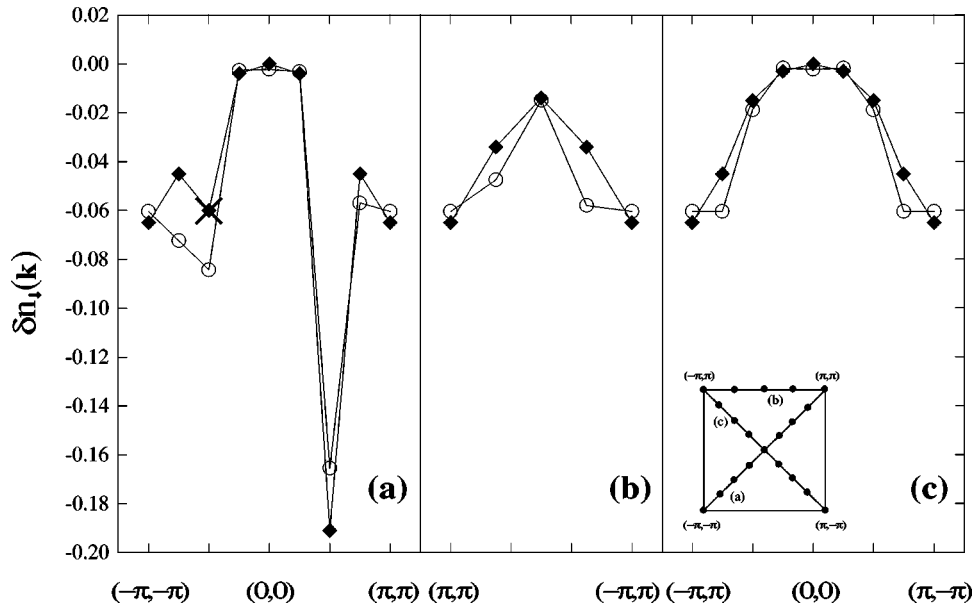 0.02
0.00
-0.02
-0.04
-0.06
-0.08
-0.10
-0.12
-0.14
-0.16
-0.18
-0.20
δn↓(k)
(a)
(b)
(c)
(−π,π)
(π,π)
(b)
(c)
(a)
(−π,−π)
(π,−π)
(−π,−π)
(0,0)
(π,π)
(π,π)
(−π,π)
(−π,π)
(0,0)
(π,−π)